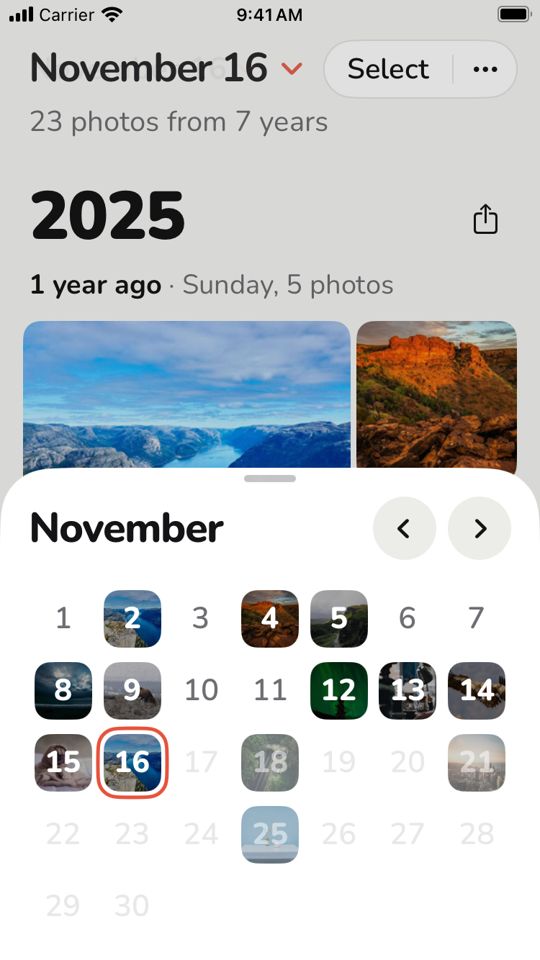 Carrier 9:41 AM
November 16 Select
23 photos from 7 years
2025
1 year ago · Sunday, 5 photos
November
1 2 3 4 5 6 7
8 9 10 11 12 13 14
15 16 17 18 19 20 21
22 23 24 25 26 27 28
29 30